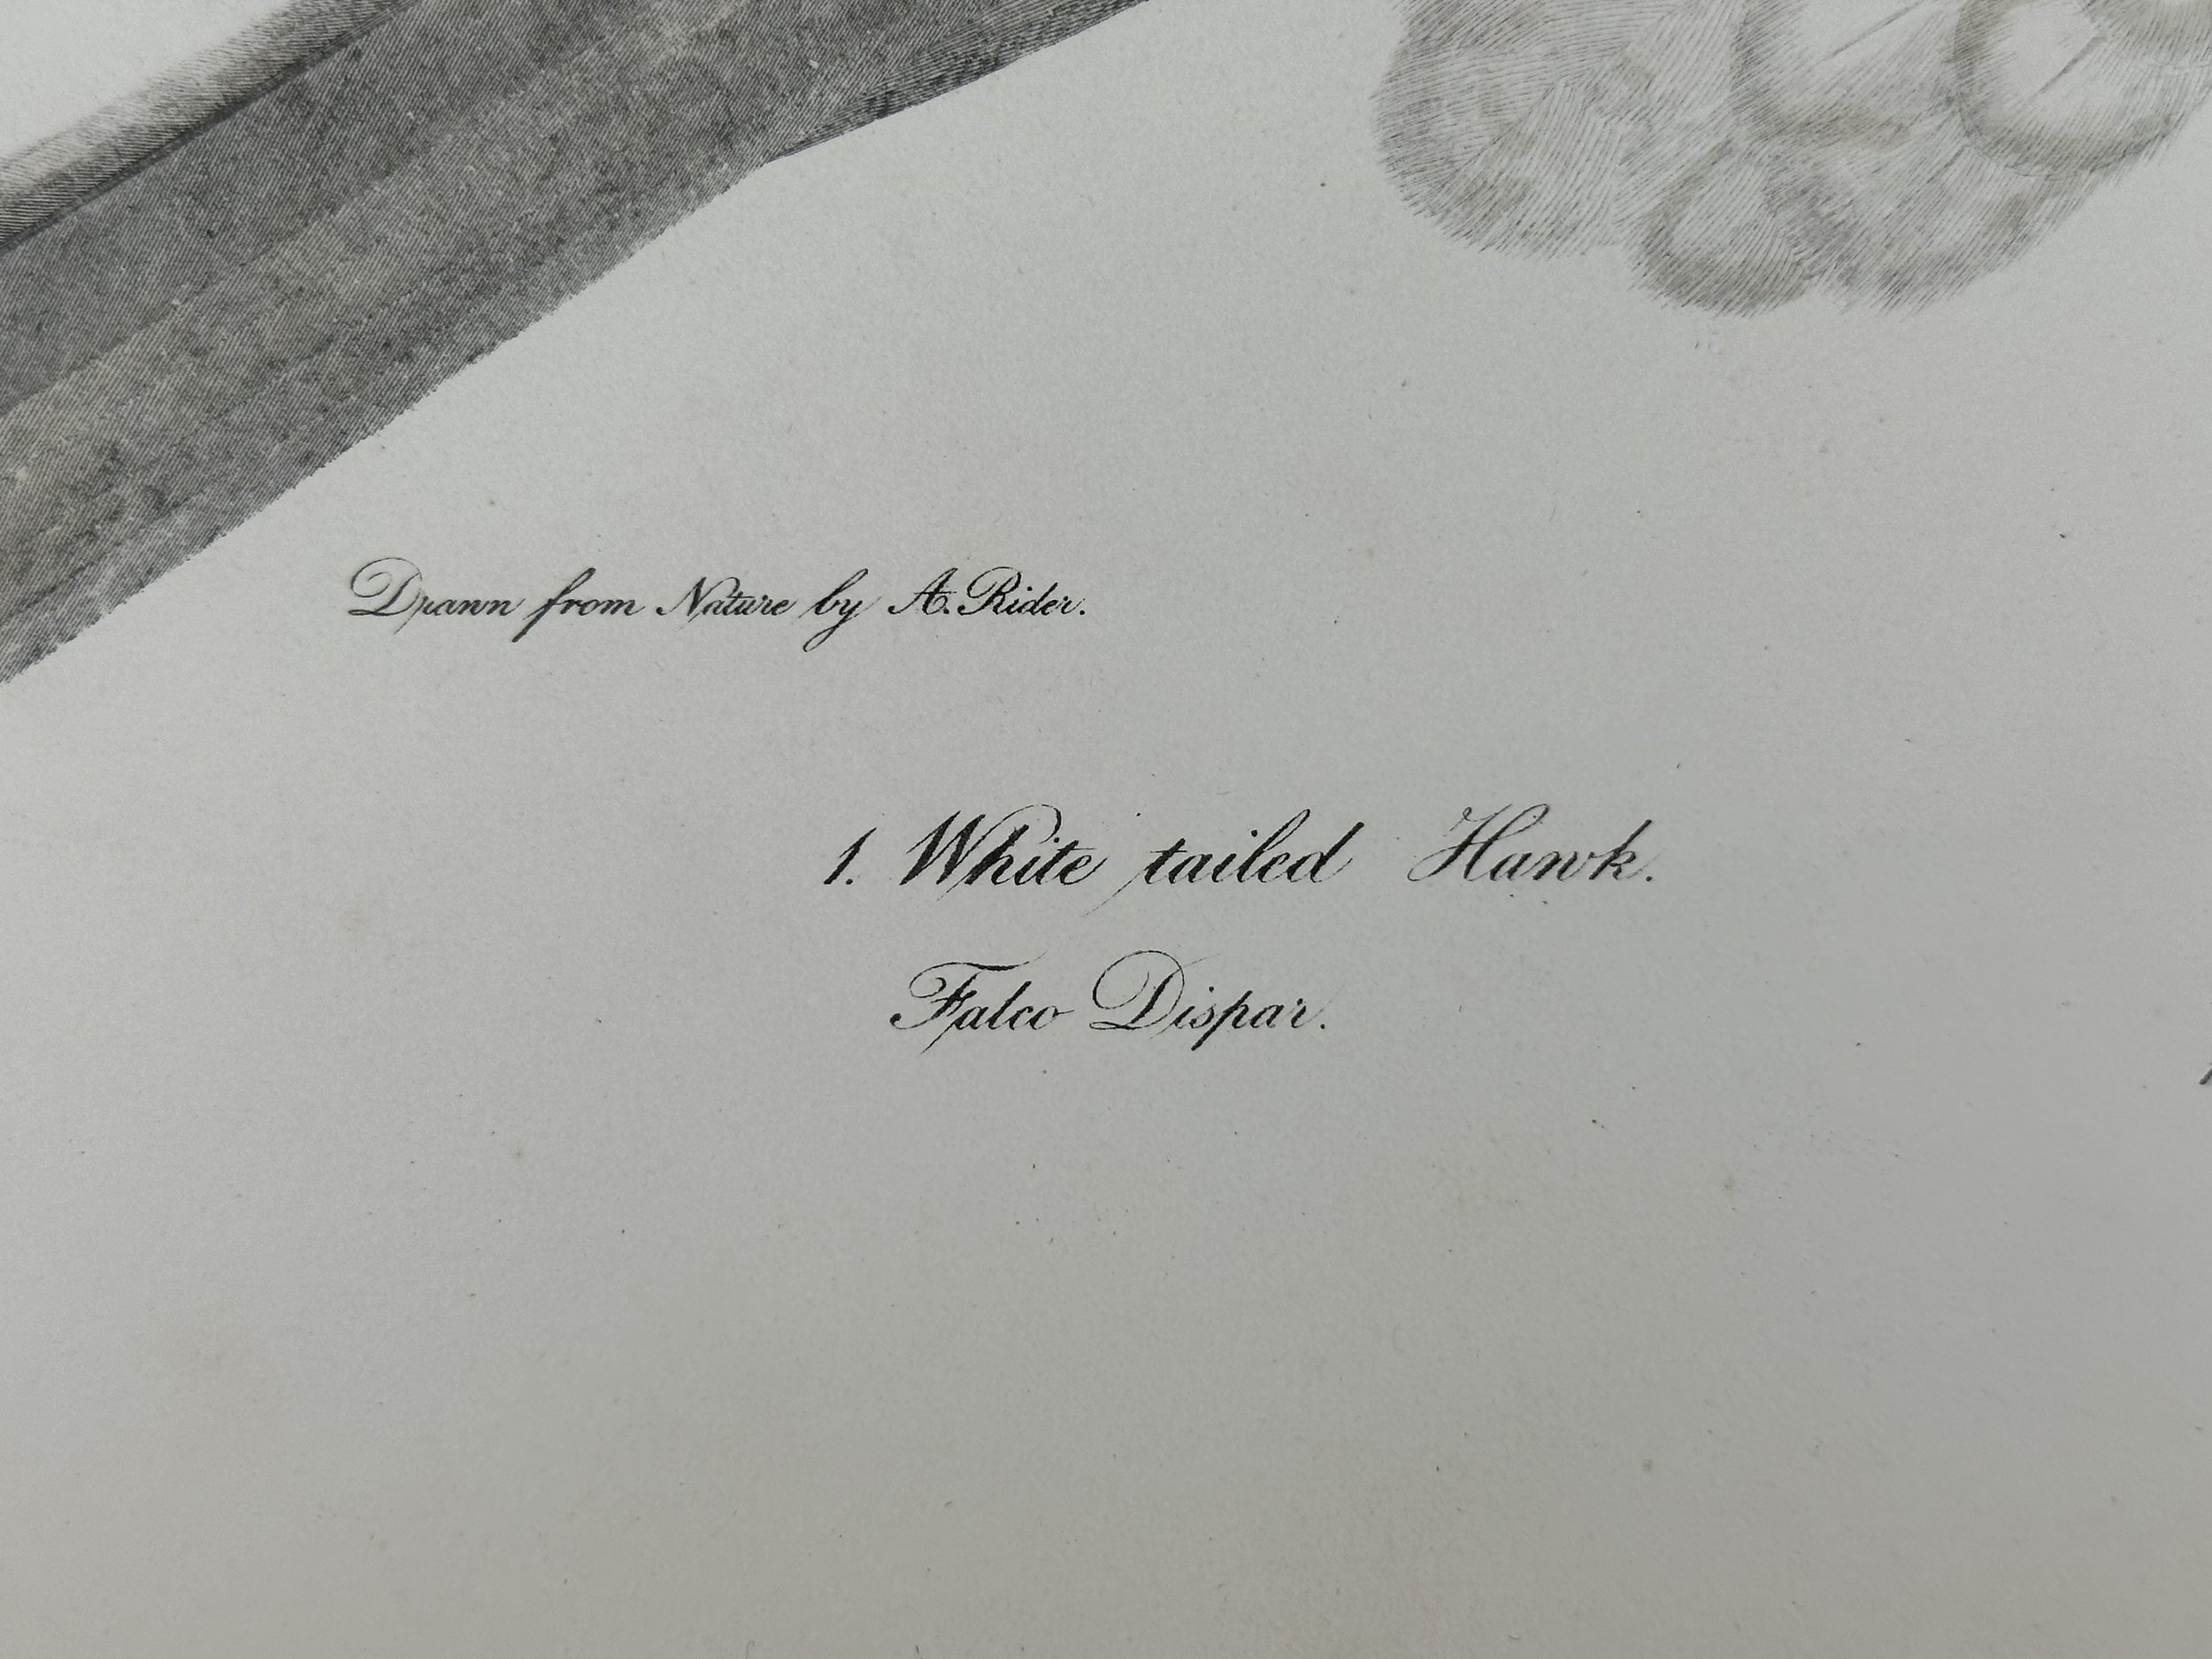 Drawn from Nature by A. Rider.
1. White tailed Hawk.
Falco Dispar.